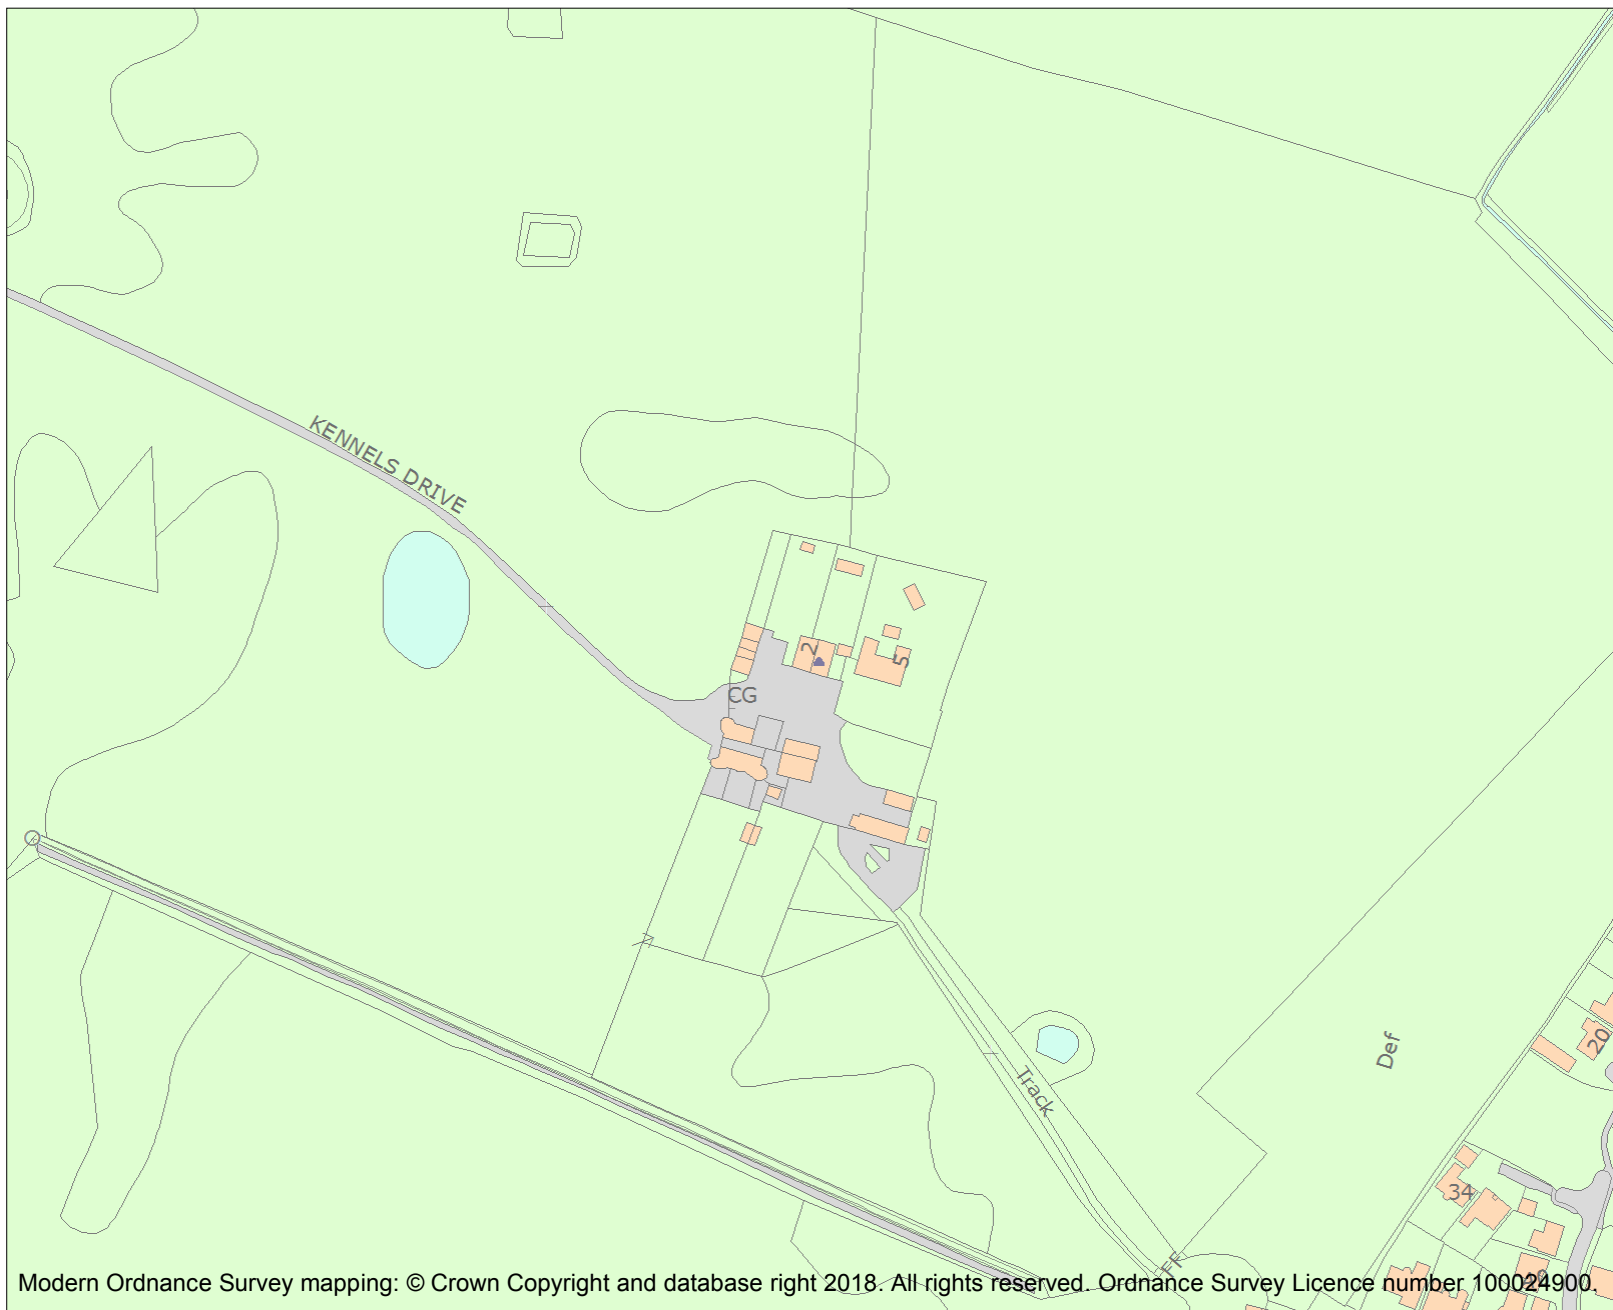 KENNELS DRIVE
2
5
CG
Def
20
Track
34
FF
Modern Ordnance Survey mapping: © Crown Copyright and database right 2018. All rights reserved. Ordnance Survey Licence number 100024900.